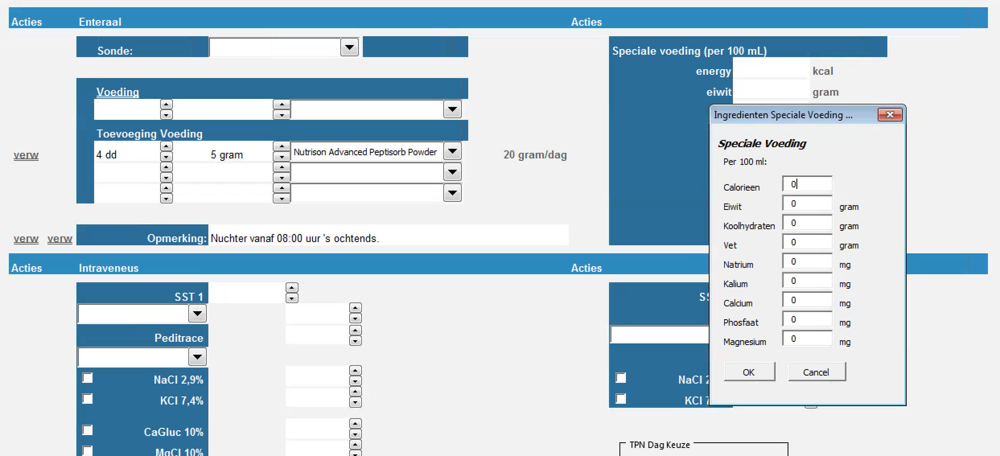 Acties Enteraal Acties
Sonde:
Speciale voeding (per 100 mL)
energy kcal
eiwit gram
Voeding
Toevoeging Voeding
verw 4 dd 5 gram Nutrison Advanced Peptisorb Powder 20 gram/dag
verw verw Opmerking: Nuchter vanaf 08:00 uur 's ochtends.
Ingredienten Speciale Voeding ...
Speciale Voeding
Per 100 ml:
Calorieen 0
Eiwit 0 gram
Koolhydraten 0 gram
Vet 0 gram
Natrium 0 mg
Kalium 0 mg
Calcium 0 mg
Phosfaat 0 mg
Magnesium 0 mg
OK Cancel
Acties Intraveneus Acties
SST 1
Peditrace
NaCl 2,9%
KCl 7,4%
CaGluc 10%
MgCl 10%
NaCl 2
KCl 7
TPN Dag Keuze